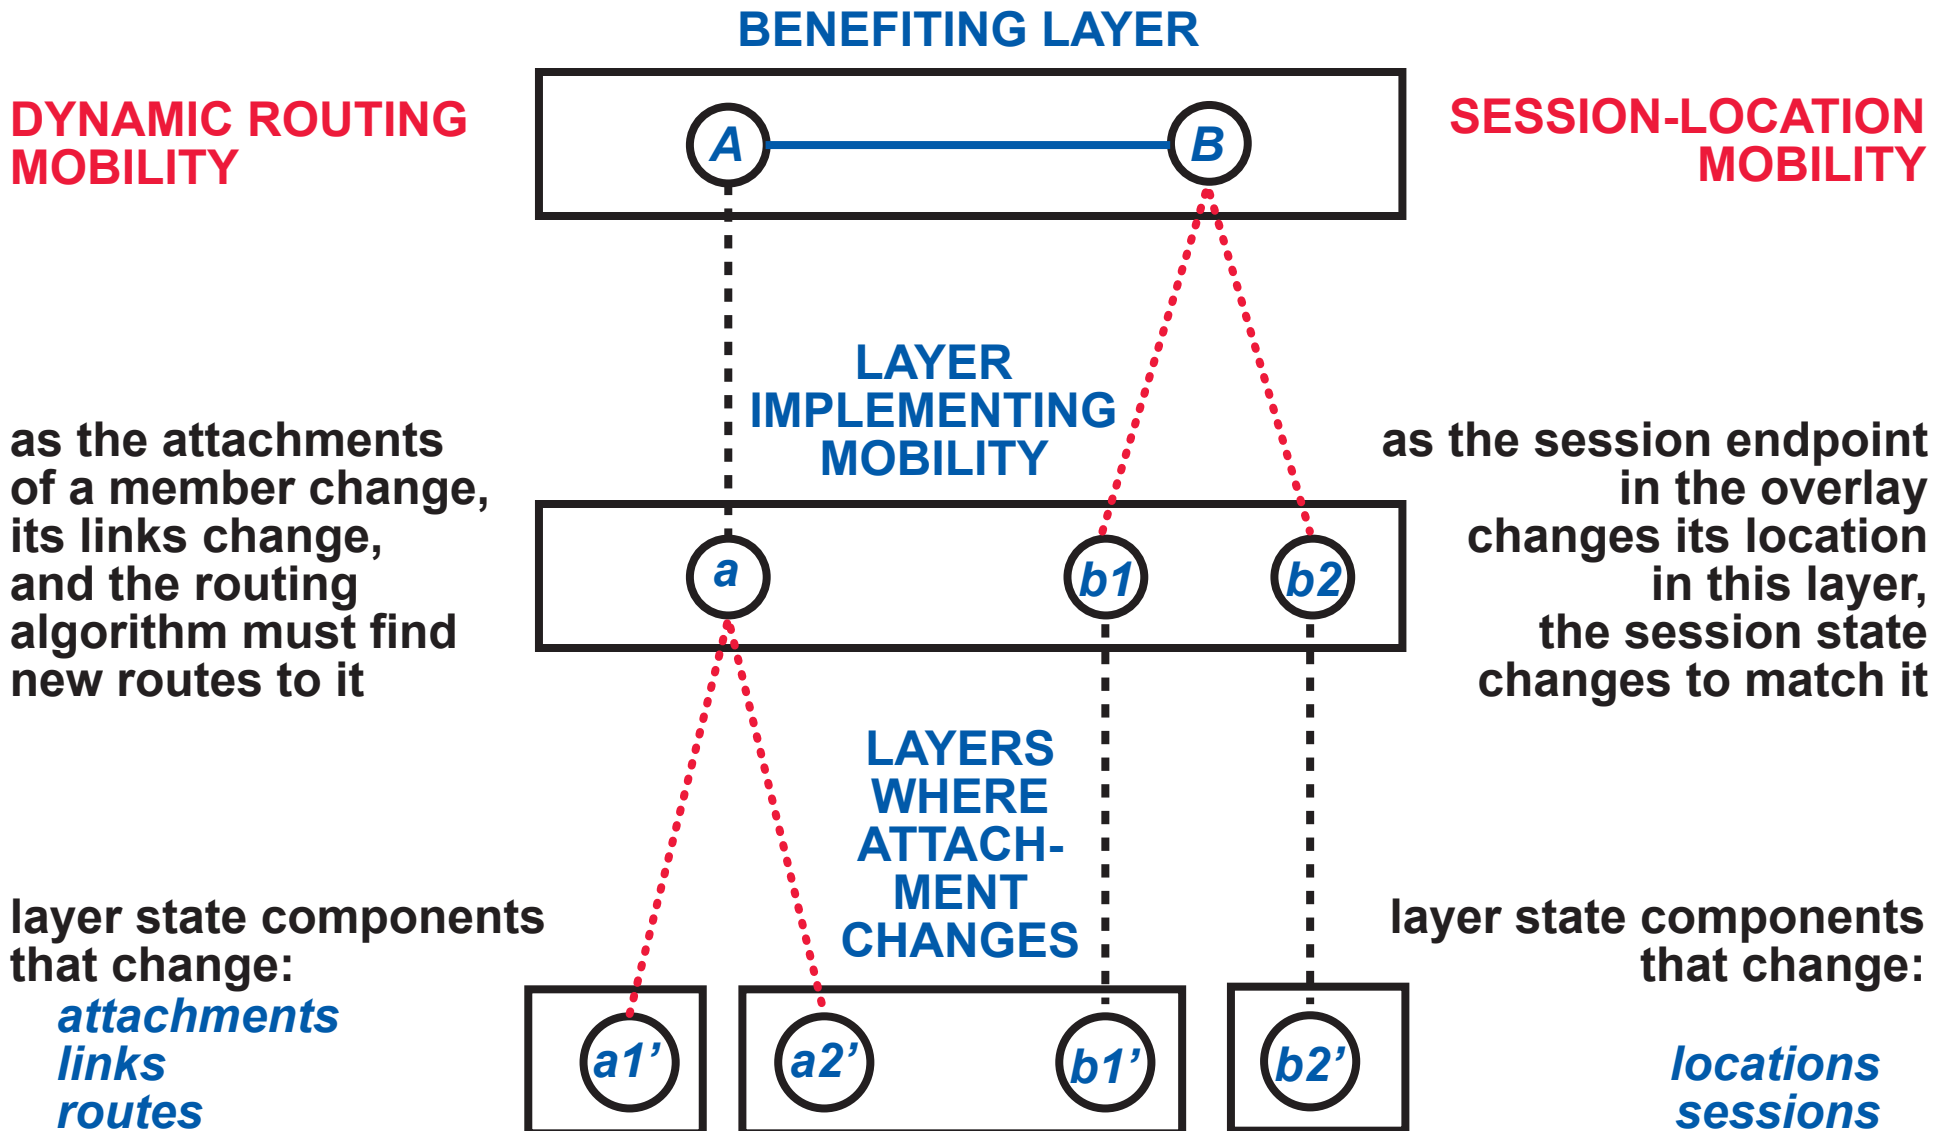 BENEFITING LAYER
DYNAMIC ROUTING
MOBILITY
SESSION-LOCATION
MOBILITY
A
B
LAYER
IMPLEMENTING
MOBILITY
as the attachments
of a member change,
its links change,
and the routing
algorithm must find
new routes to it
as the session endpoint
in the overlay
changes its location
in this layer,
the session state
changes to match it
a
b1
b2
LAYERS
WHERE
ATTACH-
MENT
CHANGES
layer state components
that change:
attachments
links
routes
layer state components
that change:
locations
sessions
a1’
a2’
b1’
b2’